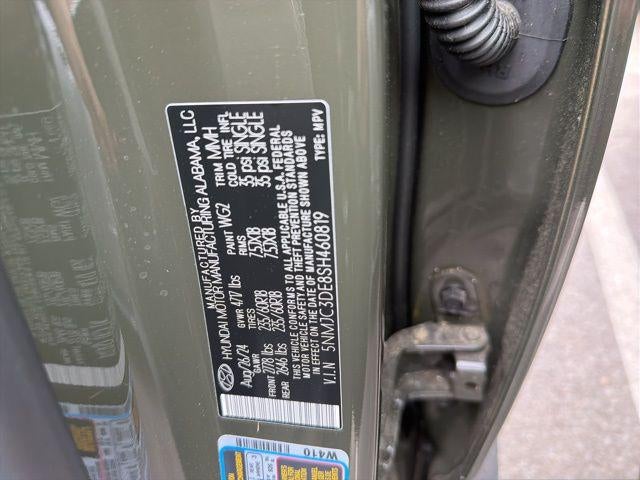 MANUFACTURED BY
HYUNDAI MOTOR MANUFACTURING ALABAMA, LLC
Aug/26/24 GVWR 4717 lbs PAINT WG2 TRIM MMH
GAWR TIRES RIMS COLD TIRE INFL
FRONT 2778 lbs 235/60R18 7.5JX18 35 psi SINGLE
REAR 2646 lbs 235/60R18 7.5JX18 35 psi SINGLE
THIS VEHICLE CONFORMS TO ALL APPLICABLE U.S.A. FEDERAL
MOTOR VEHICLE SAFETY AND THEFT PREVENTION STANDARDS
IN EFFECT ON THE DATE OF MANUFACTURE SHOWN ABOVE
V.I.N 5NMJC3DE8SH460819 TYPE: MPV
W410